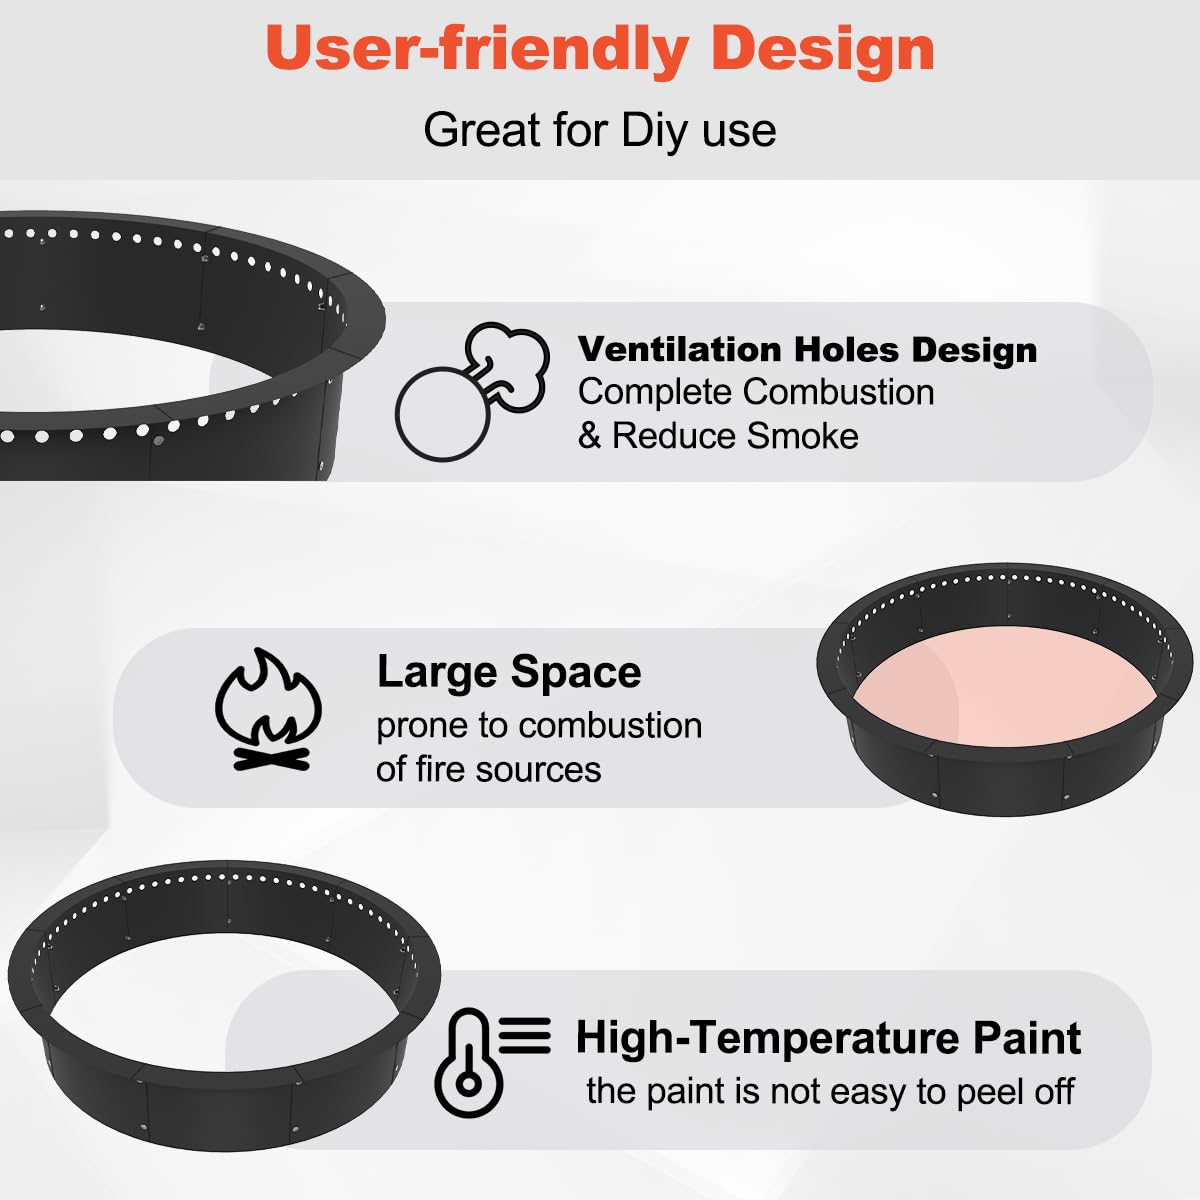 User-friendly Design
Great for Diy use
Ventilation Holes Design
Complete Combustion
& Reduce Smoke
Large Space
prone to combustion
of fire sources
High-Temperature Paint
the paint is not easy to peel off